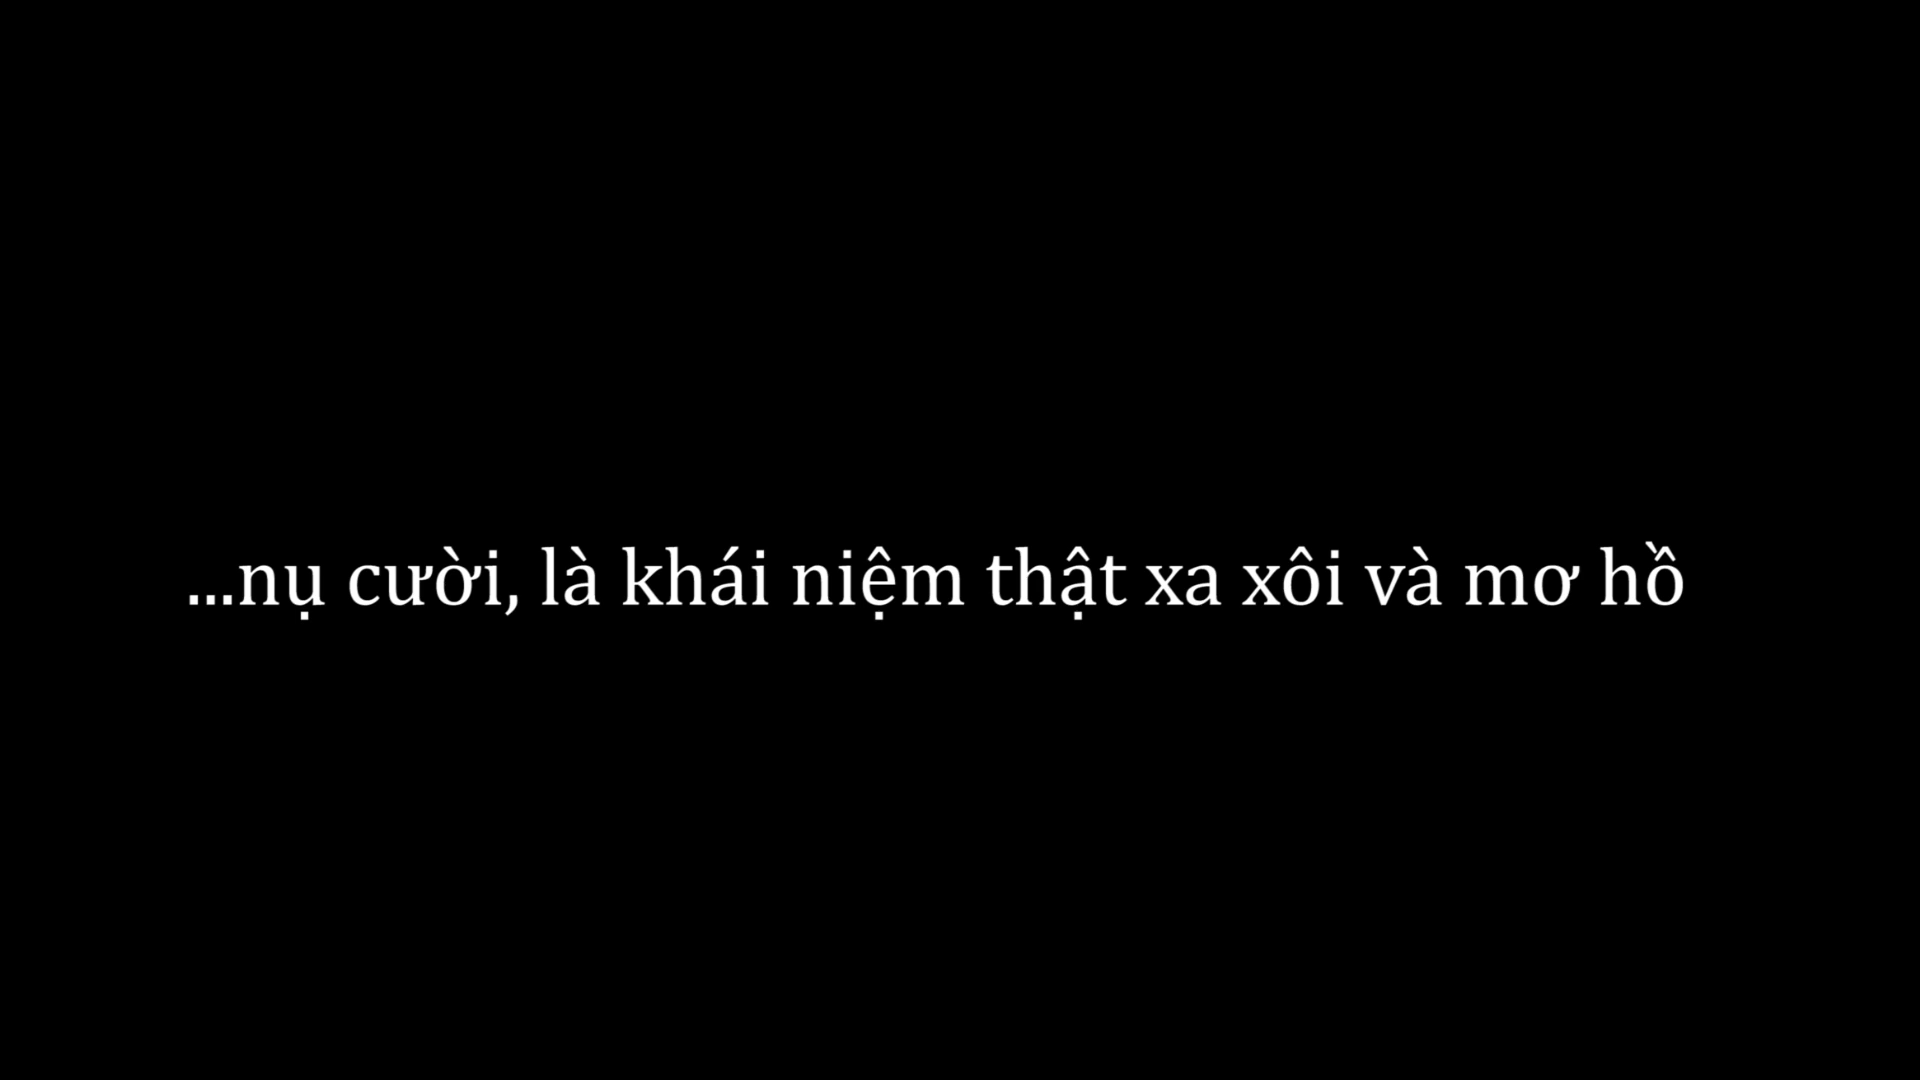 ...nụ cười, là khái niệm thật xa xôi và mơ hồ